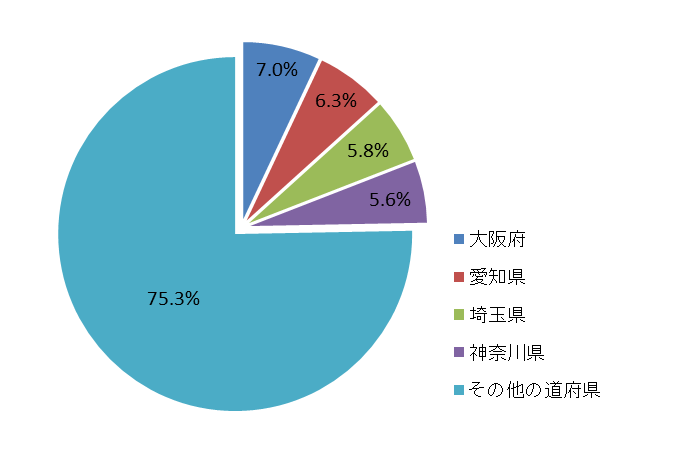 7.0%
6.3%
5.8%
5.6%
75.3%
大阪府
愛知県
埼玉県
神奈川県
その他の道府県